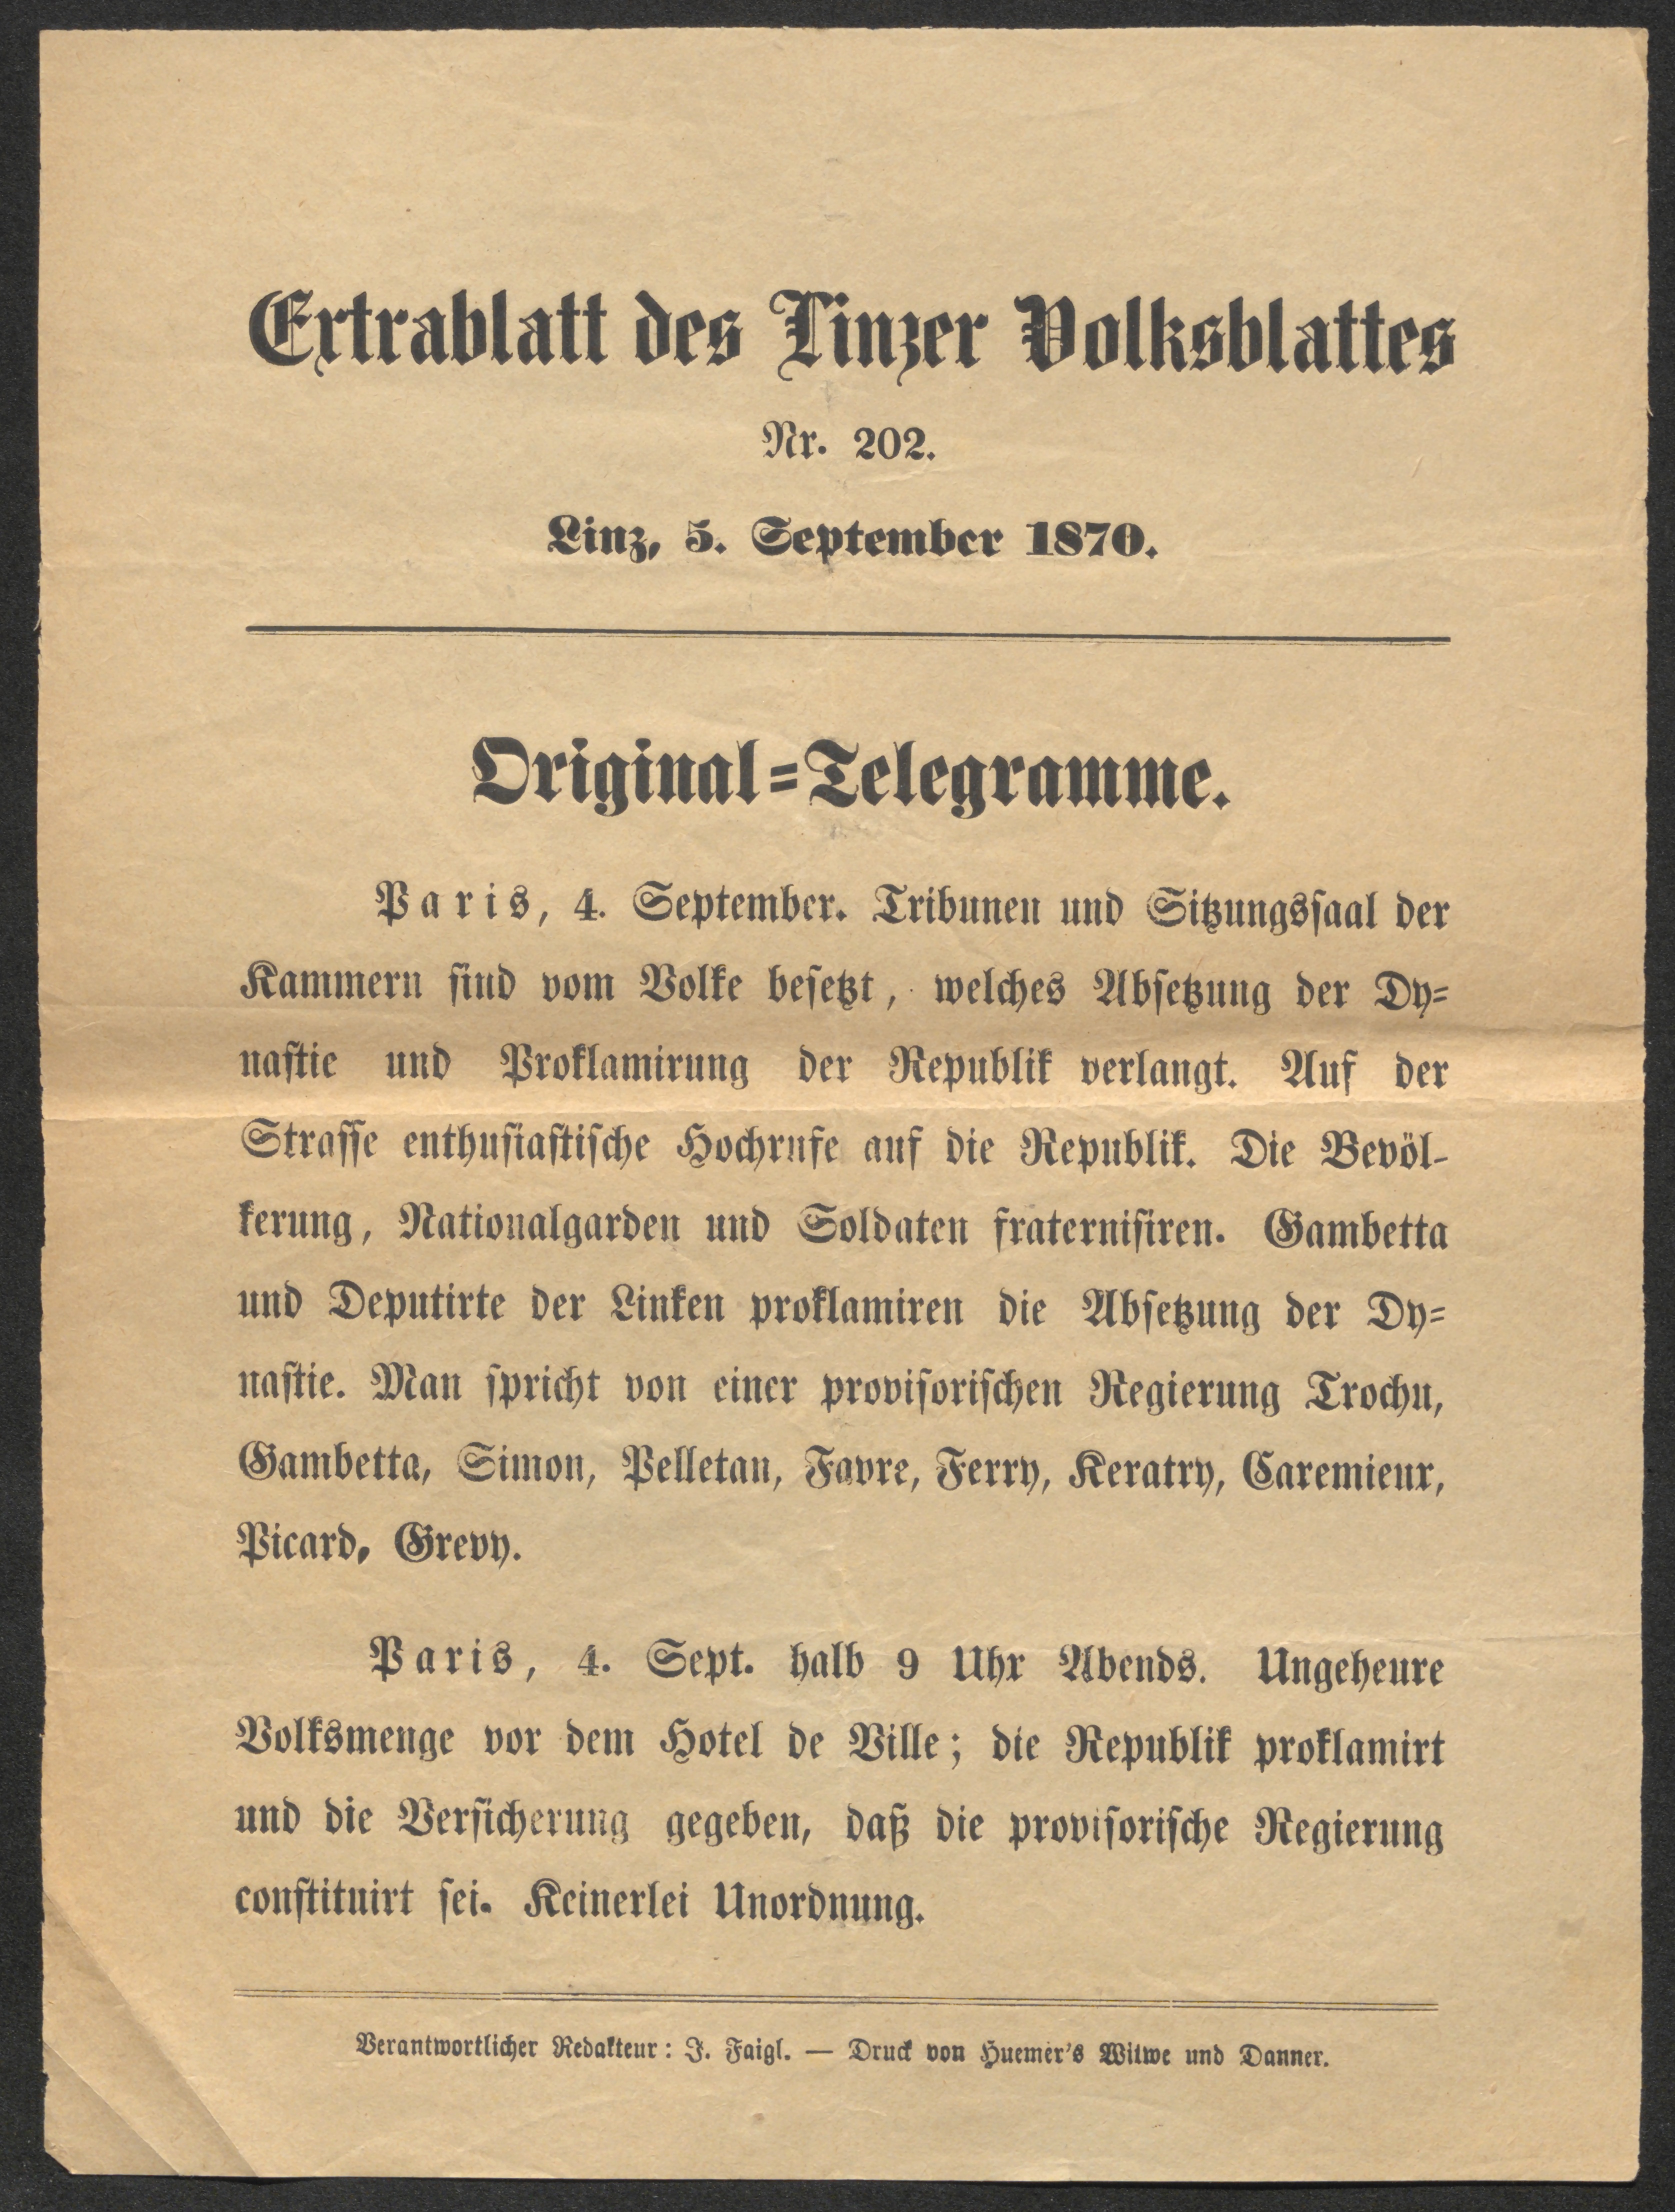 Extrablatt des Linzer Volksblattes
Nr. 202.
Linz, 5. September 1870.
Original=Telegramme.
Paris, 4. September. Tribunen und Sitzungsſaal der
Kammern ſind vom Volke beſetzt, welches Abſetzung der Dy=
naſtie und Proklamirung der Republik verlangt. Auf der
Straſſe enthuſiaſtiſche Hochrufe auf die Republik. Die Bevöl-
kerung, Nationalgarden und Soldaten fraterniſiren. Gambetta
und Deputirte der Linken proklamiren die Abſetzung der Dy=
naſtie. Man ſpricht von einer proviſoriſchen Regierung Trochu,
Gambetta, Simon, Pelletan, Favre, Ferry, Keratry, Caremieux,
Picard, Grevy.
Paris, 4. Sept. halb 9 Uhr Abends. Ungeheure
Volksmenge vor dem Hotel de Ville; die Republik proklamirt
und die Verſicherung gegeben, daß die proviſoriſche Regierung
conſtituirt ſei. Keinerlei Unordnung.
Verantwortlicher Redakteur: J. Faigl. — Druck von Huemer's Witwe und Danner.